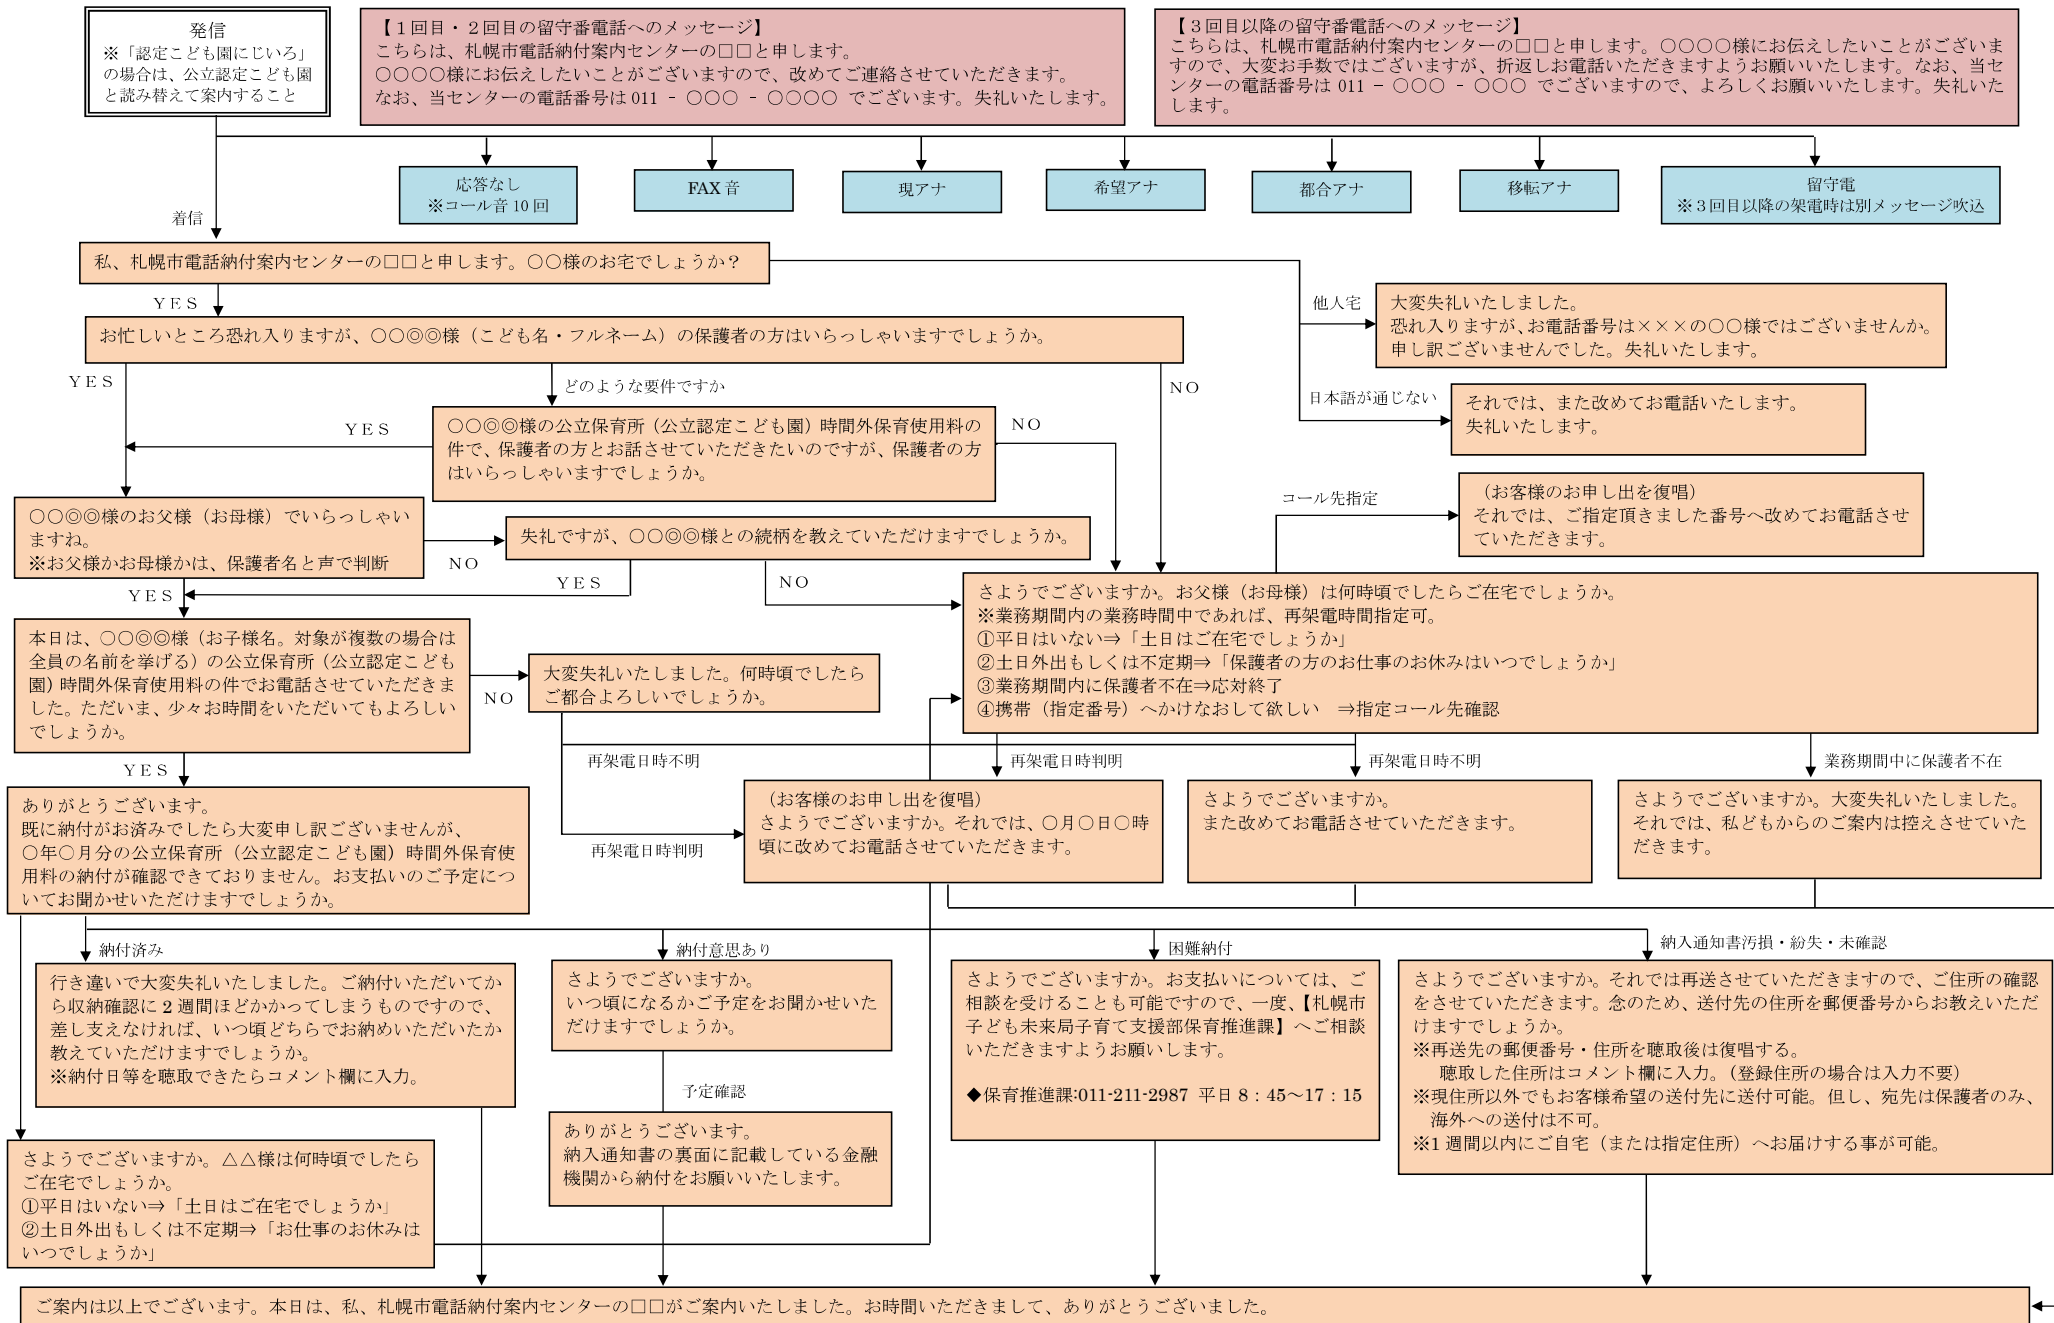 発信
※「認定こども園にじいろ」
の場合は、公立認定こども園
と読み替えて案内すること
【１回目・２回目の留守番電話へのメッセージ】
こちらは、札幌市電話納付案内センターの□□と申します。
○○○○様にお伝えしたいことがございますので、改めてご連絡させていただきます。
なお、当センターの電話番号は 011 － ○○○ － ○○○○ でございます。失礼いたします。
【３回目以降の留守番電話へのメッセージ】
こちらは、札幌市電話納付案内センターの□□と申します。○○○○様にお伝えしたいことがございま
すので、大変お手数ではございますが、折返しお電話いただきますようお願いいたします。なお、当セ
ンターの電話番号は 011 － ○○○ － ○○○ でございますので、よろしくお願いいたします。失礼いた
します。
応答なし
※コール音 10 回
FAX 音
現アナ
希望アナ
都合アナ
移転アナ
留守電
※３回目以降の架電時は別メッセージ吹込
着信
私、札幌市電話納付案内センターの□□と申します。○○様のお宅でしょうか？
ＹＥＳ
他人宅
大変失礼いたしました。
恐れ入りますが、お電話番号は×××の○○様ではございませんか。
申し訳ございませんでした。失礼いたします。
お忙しいところ恐れ入りますが、○○◎◎様（こども名・フルネーム）の保護者の方はいらっしゃいますでしょうか。
ＹＥＳ
どのような要件ですか
ＮＯ
日本語が通じない
それでは、また改めてお電話いたします。
失礼いたします。
ＹＥＳ
○○◎◎様の公立保育所（公立認定こども園）時間外保育使用料の
件で、保護者の方とお話させていただきたいのですが、保護者の方
はいらっしゃいますでしょうか。
ＮＯ
コール先指定
（お客様のお申し出を復唱）
それでは、ご指定頂きました番号へ改めてお電話させ
ていただきます。
○○◎◎様のお父様（お母様）でいらっしゃい
ますね。
※お父様かお母様かは、保護者名と声で判断
ＮＯ
失礼ですが、○○◎◎様との続柄を教えていただけますでしょうか。
ＹＥＳ
ＮＯ
ＹＥＳ
さようでございますか。お父様（お母様）は何時頃でしたらご在宅でしょうか。
※業務期間内の業務時間中であれば、再架電時間指定可。
①平日はいない⇒「土日はご在宅でしょうか」
②土日外出もしくは不定期⇒「保護者の方のお仕事のお休みはいつでしょうか」
③業務期間内に保護者不在⇒応対終了
④携帯（指定番号）へかけなおして欲しい　⇒指定コール先確認
本日は、○○◎◎様（お子様名。対象が複数の場合は
全員の名前を挙げる）の公立保育所（公立認定こども
園）時間外保育使用料の件でお電話させていただきま
した。ただいま、少々お時間をいただいてもよろしい
でしょうか。
ＮＯ
大変失礼いたしました。何時頃でしたら
ご都合よろしいでしょうか。
ＹＥＳ
再架電日時不明
再架電日時判明
再架電日時不明
業務期間中に保護者不在
再架電日時判明
（お客様のお申し出を復唱）
さようでございますか。それでは、○月○日○時
頃に改めてお電話させていただきます。
さようでございますか。
また改めてお電話させていただきます。
さようでございますか。大変失礼いたしました。
それでは、私どもからのご案内は控えさせていた
だきます。
ありがとうございます。
既に納付がお済みでしたら大変申し訳ございませんが、
○年○月分の公立保育所（公立認定こども園）時間外保育使
用料の納付が確認できておりません。お支払いのご予定につ
いてお聞かせいただけますでしょうか。
納付済み
納付意思あり
困難納付
納入通知書汚損・紛失・未確認
行き違いで大変失礼いたしました。ご納付いただいてか
ら収納確認に 2 週間ほどかかってしまうものですので、
差し支えなければ、いつ頃どちらでお納めいただいたか
教えていただけますでしょうか。
※納付日等を聴取できたらコメント欄に入力。
さようでございますか。
いつ頃になるかご予定をお聞かせいた
だけますでしょうか。
予定確認
ありがとうございます。
納入通知書の裏面に記載している金融
機関から納付をお願いいたします。
さようでございますか。お支払いについては、ご
相談を受けることも可能ですので、一度、【札幌市
子ども未来局子育て支援部保育推進課】へご相談
いただきますようお願いします。
◆保育推進課:011-211-2987 平日 8：45～17：15
さようでございますか。それでは再送させていただきますので、ご住所の確認
をさせていただきます。念のため、送付先の住所を郵便番号からお教えいただ
けますでしょうか。
※再送先の郵便番号・住所を聴取後は復唱する。
聴取した住所はコメント欄に入力。（登録住所の場合は入力不要）
※現住所以外でもお客様希望の送付先に送付可能。但し、宛先は保護者のみ、
海外への送付は不可。
※1 週間以内にご自宅（または指定住所）へお届けする事が可能。
さようでございますか。△△様は何時頃でしたら
ご在宅でしょうか。
①平日はいない⇒「土日はご在宅でしょうか」
②土日外出もしくは不定期⇒「お仕事のお休みは
いつでしょうか」
ご案内は以上でございます。本日は、私、札幌市電話納付案内センターの□□がご案内いたしました。お時間いただきまして、ありがとうございました。